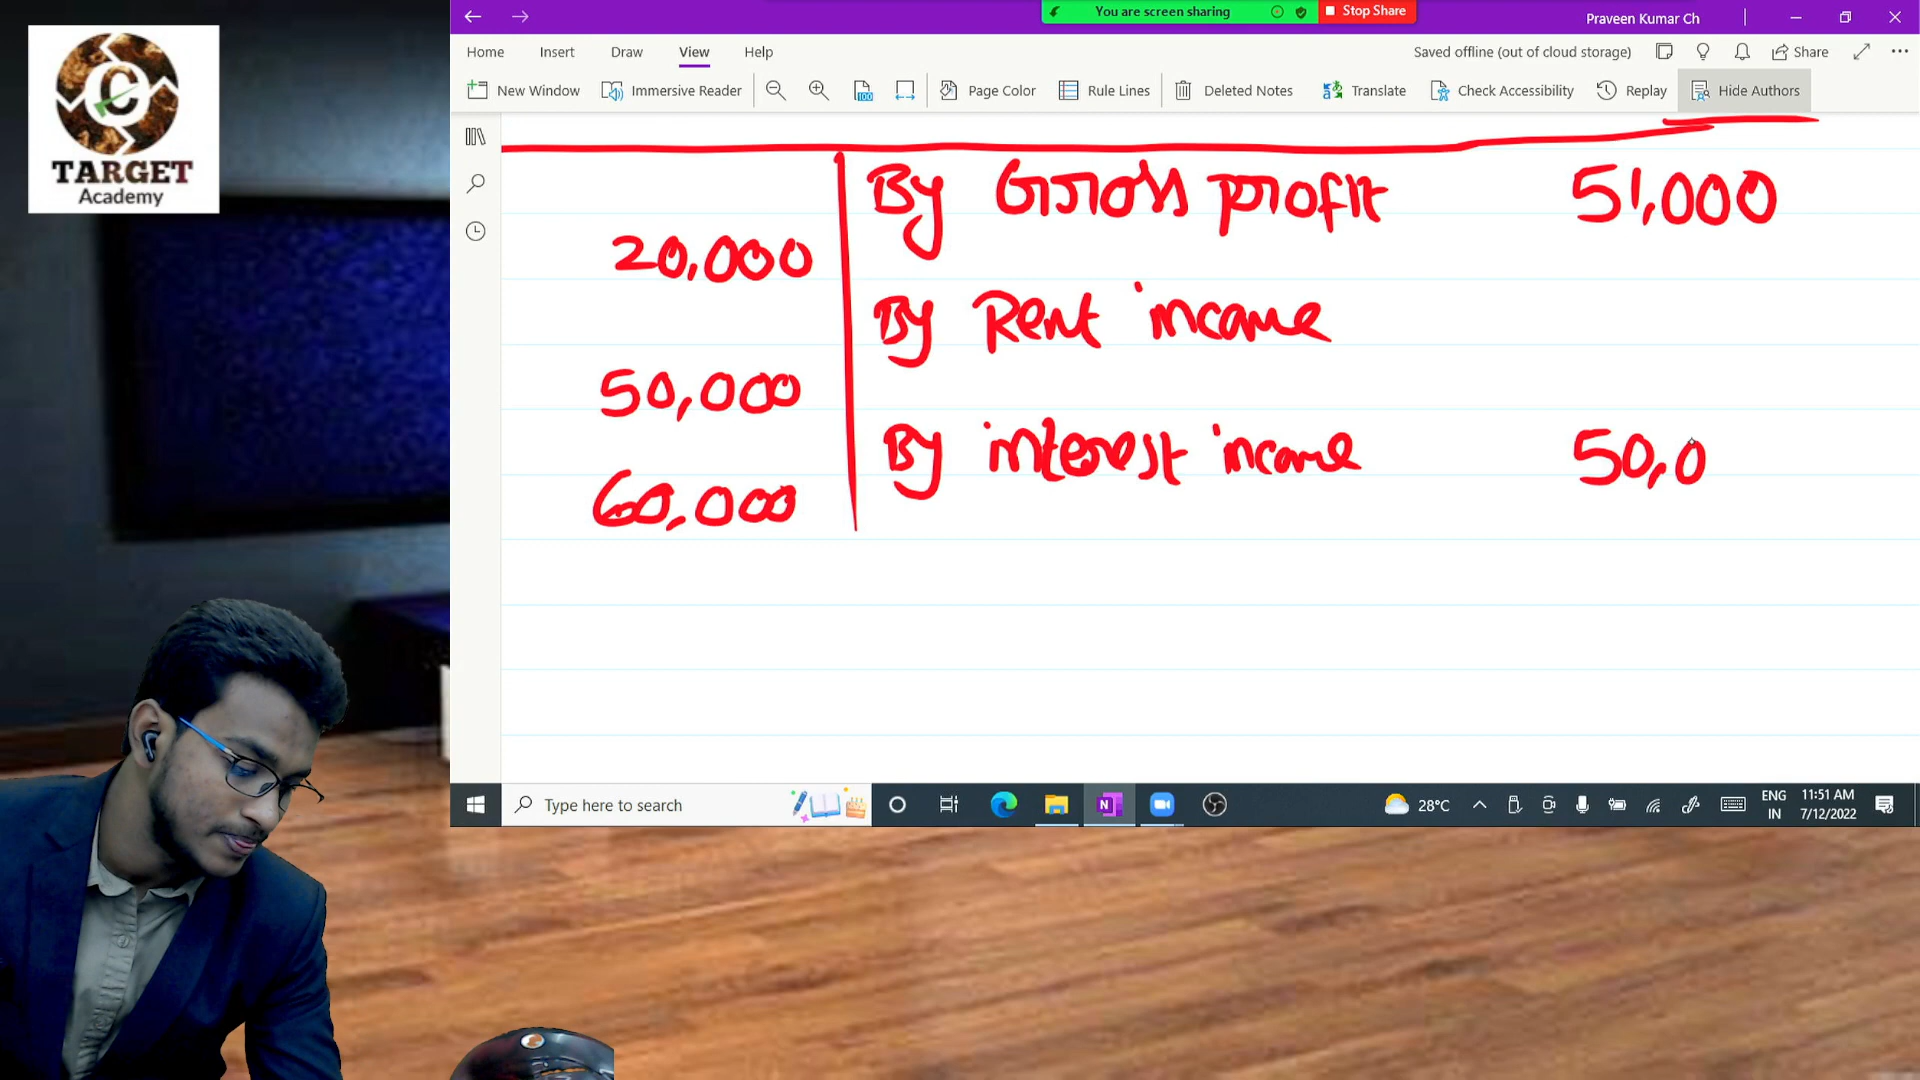 C
TARGET
Academy
You are screen sharing
Stop Share
Praveen Kumar Ch
Home Insert Draw View Help
Saved offline (out of cloud storage)
Share
New Window
Immersive Reader
100
Page Color
Rule Lines
Deleted Notes
Translate
Check Accessibility
Replay
Hide Authors
By Gross profit 51,000
20,000
By Rent income
50,000
By interest income 50,0
60,000
Type here to search
N
28°C
ENG
IN
11:51 AM
7/12/2022